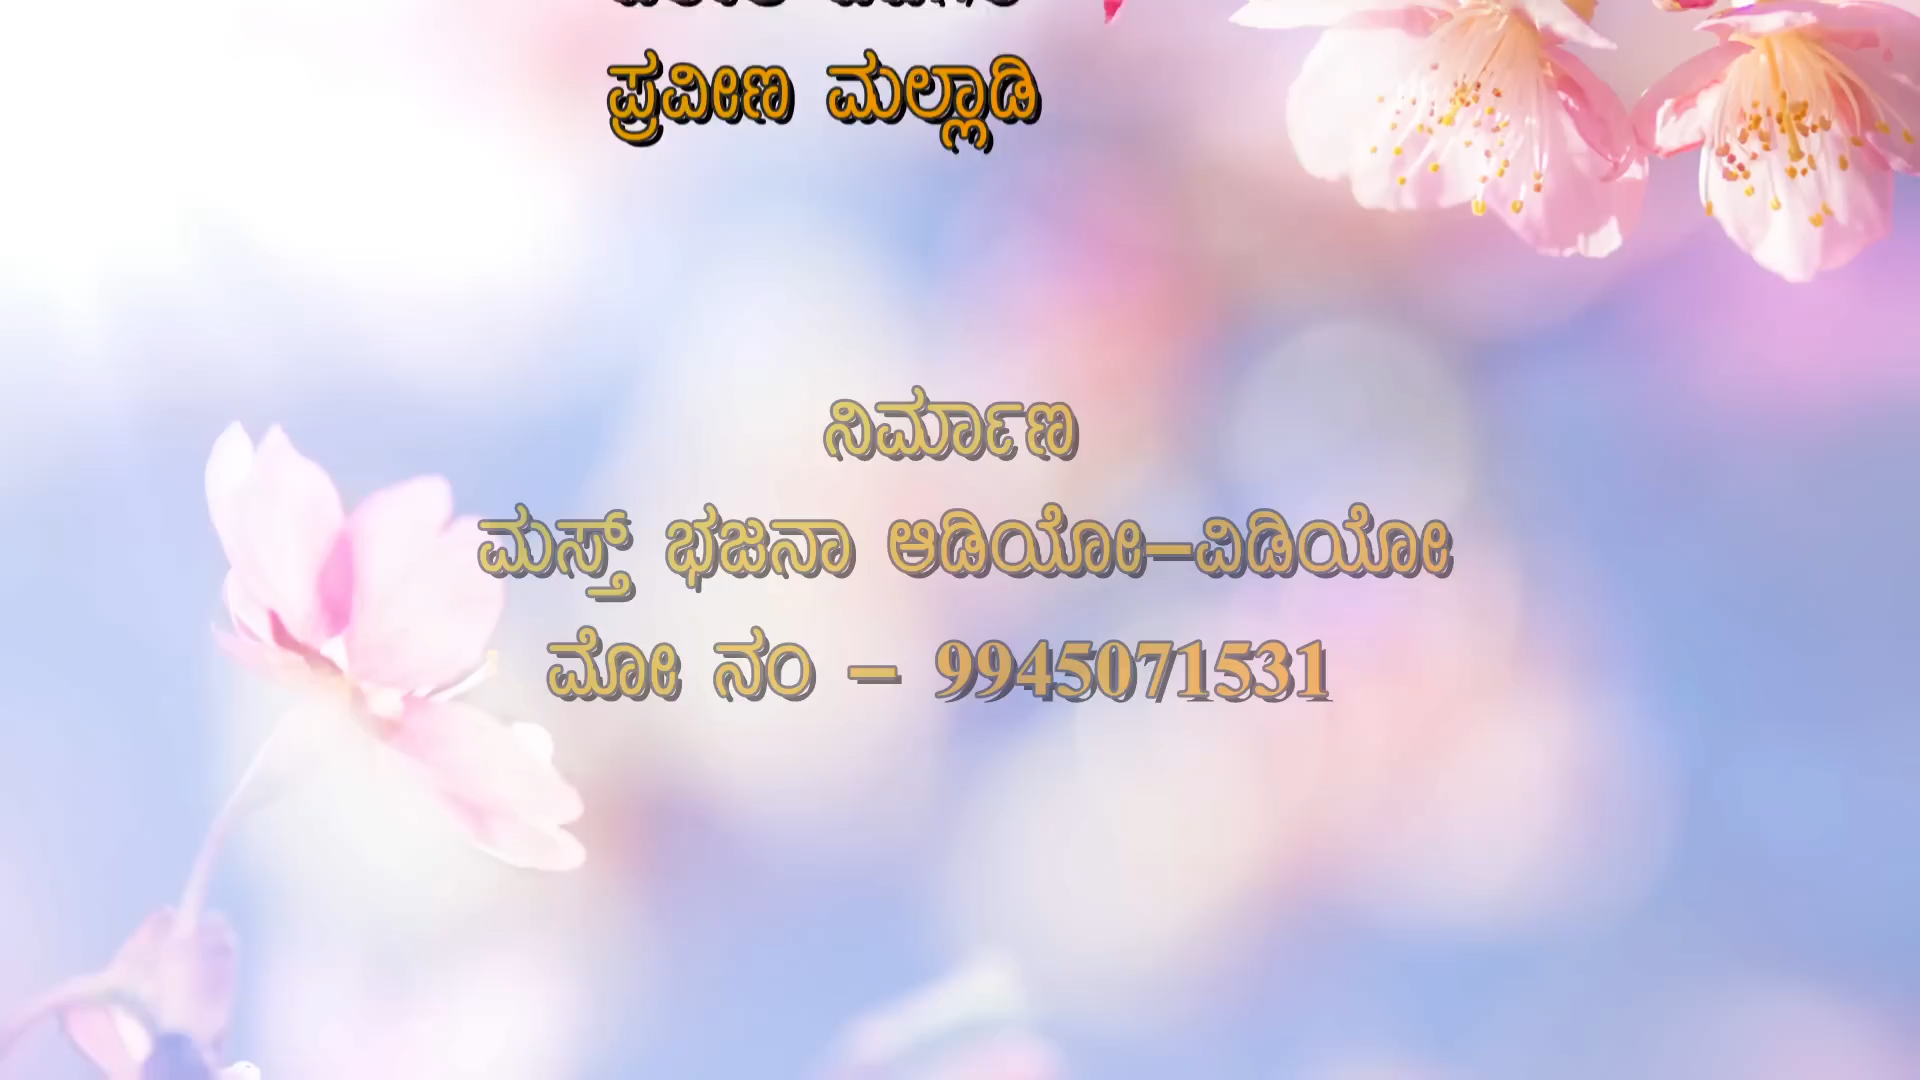 ಪ್ರವೀಣ ಮಲ್ಲಾಡಿ
ನಿರ್ಮಾಣ
ಮಸ್ತ್ ಭಜನಾ ಆಡಿಯೋ-ವಿಡಿಯೋ
ಮೋ ನಂ - 9945071531